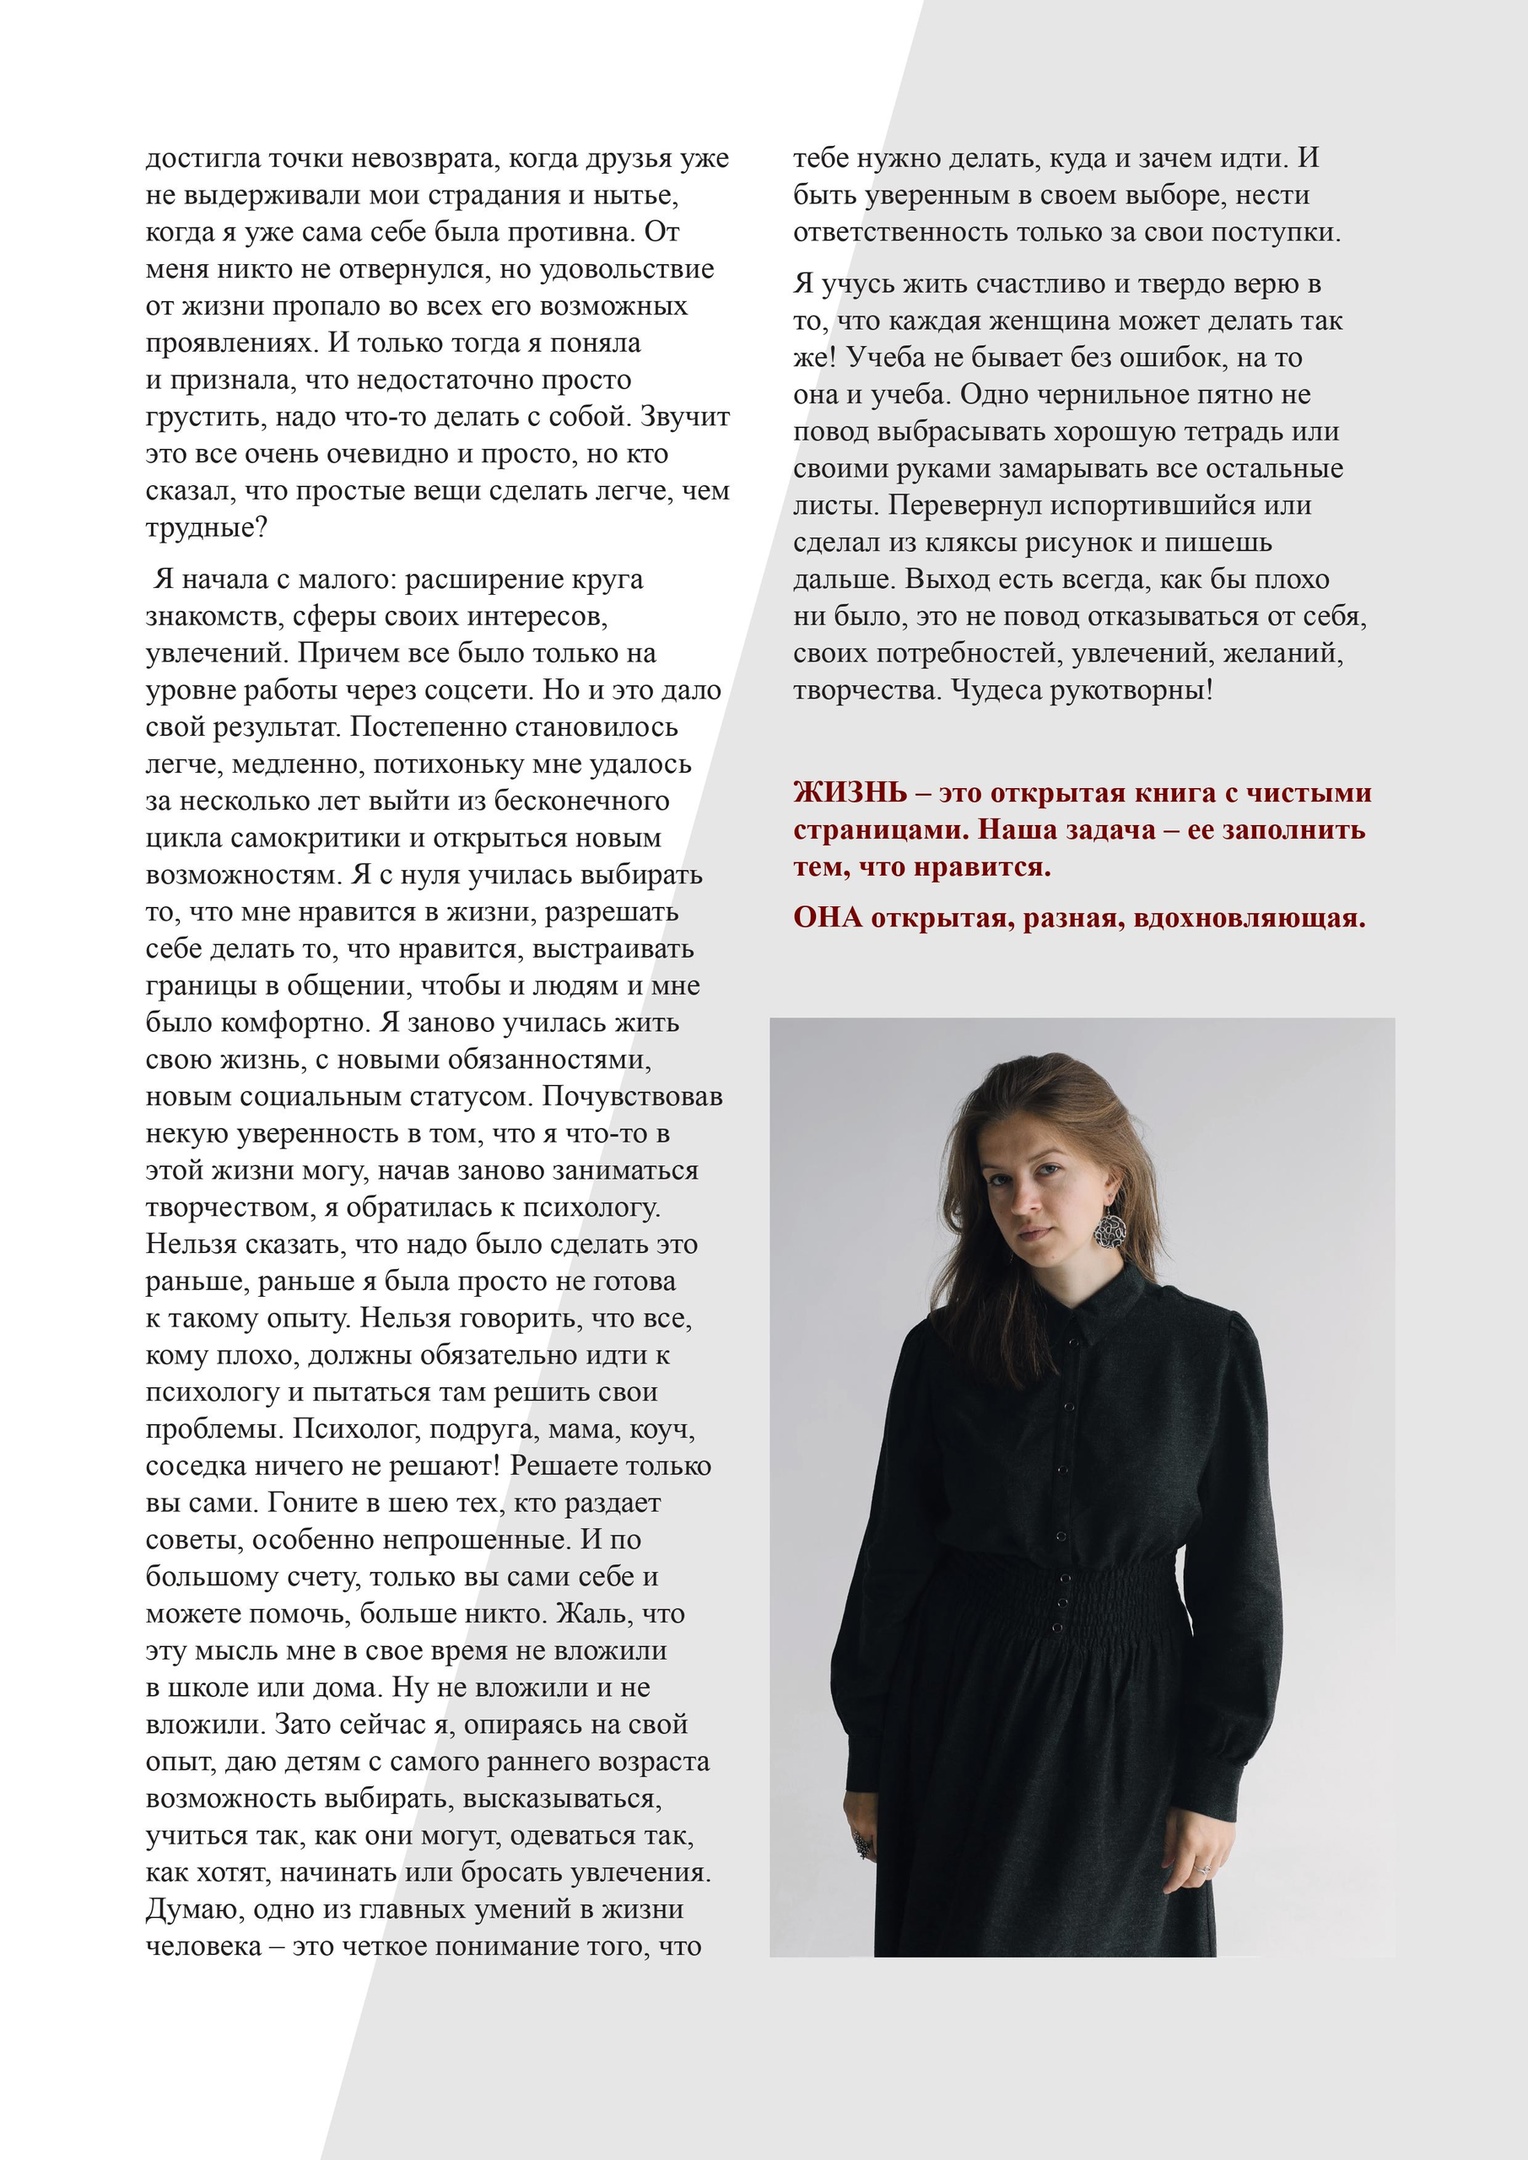 достигла точки невозврата, когда друзья уже
не выдерживали мои страдания и нытье,
когда я уже сама себе была противна. От
меня никто не отвернулся, но удовольствие
от жизни пропало во всех его возможных
проявлениях. И только тогда я поняла
и признала, что недостаточно просто
грустить, надо что-то делать с собой. Звучит
это все очень очевидно и просто, но кто
сказал, что простые вещи сделать легче, чем
трудные?
Я начала с малого: расширение круга
знакомств, сферы своих интересов,
увлечений. Причем все было только на
уровне работы через соцсети. Но и это дало
свой результат. Постепенно становилось
легче, медленно, потихоньку мне удалось
за несколько лет выйти из бесконечного
цикла самокритики и открыться новым
возможностям. Я с нуля училась выбирать
то, что мне нравится в жизни, разрешать
себе делать то, что нравится, выстраивать
границы в общении, чтобы и людям и мне
было комфортно. Я заново училась жить
свою жизнь, с новыми обязанностями,
новым социальным статусом. Почувствовав
некую уверенность в том, что я что-то в
этой жизни могу, начав заново заниматься
творчеством, я обратилась к психологу.
Нельзя сказать, что надо было сделать это
раньше, раньше я была просто не готова
к такому опыту. Нельзя говорить, что все,
кому плохо, должны обязательно идти к
психологу и пытаться там решить свои
проблемы. Психолог, подруга, мама, коуч,
соседка ничего не решают! Решаете только
вы сами. Гоните в шею тех, кто раздает
советы, особенно непрошенные. И по
большому счету, только вы сами себе и
можете помочь, больше никто. Жаль, что
эту мысль мне в свое время не вложили
в школе или дома. Ну не вложили и не
вложили. Зато сейчас я, опираясь на свой
опыт, даю детям с самого раннего возраста
возможность выбирать, высказываться,
учиться так, как они могут, одеваться так,
как хотят, начинать или бросать увлечения.
Думаю, одно из главных умений в жизни
человека – это четкое понимание того, что
тебе нужно делать, куда и зачем идти. И
быть уверенным в своем выборе, нести
ответственность только за свои поступки.
Я учусь жить счастливо и твердо верю в
то, что каждая женщина может делать так
же! Учеба не бывает без ошибок, на то
она и учеба. Одно чернильное пятно не
повод выбрасывать хорошую тетрадь или
своими руками замарывать все остальные
листы. Перевернул испортившийся или
сделал из кляксы рисунок и пишешь
дальше. Выход есть всегда, как бы плохо
ни было, это не повод отказываться от себя,
своих потребностей, увлечений, желаний,
творчества. Чудеса рукотворны!
ЖИЗНЬ – это открытая книга с чистыми
страницами. Наша задача – ее заполнить
тем, что нравится.
ОНА открытая, разная, вдохновляющая.